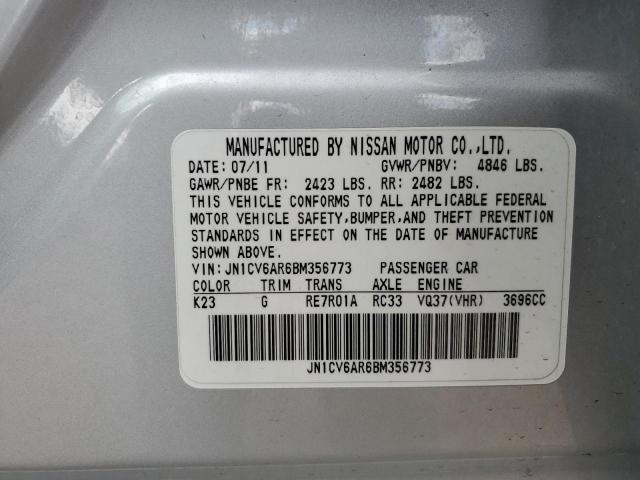 MANUFACTURED BY NISSAN MOTOR CO.,LTD.
DATE: 07/11 GVWR/PNBV: 4846 LBS.
GAWR/PNBE FR: 2423 LBS. RR: 2482 LBS.
THIS VEHICLE CONFORMS TO ALL APPLICABLE FEDERAL
MOTOR VEHICLE SAFETY,BUMPER,AND THEFT PREVENTION
STANDARDS IN EFFECT ON THE DATE OF MANUFACTURE
SHOWN ABOVE.
VIN: JN1CV6AR6BM356773 PASSENGER CAR
COLOR TRIM TRANS AXLE ENGINE
K23 G RE7R01A RC33 VQ37(VHR) 3696CC
JN1CV6AR6BM356773